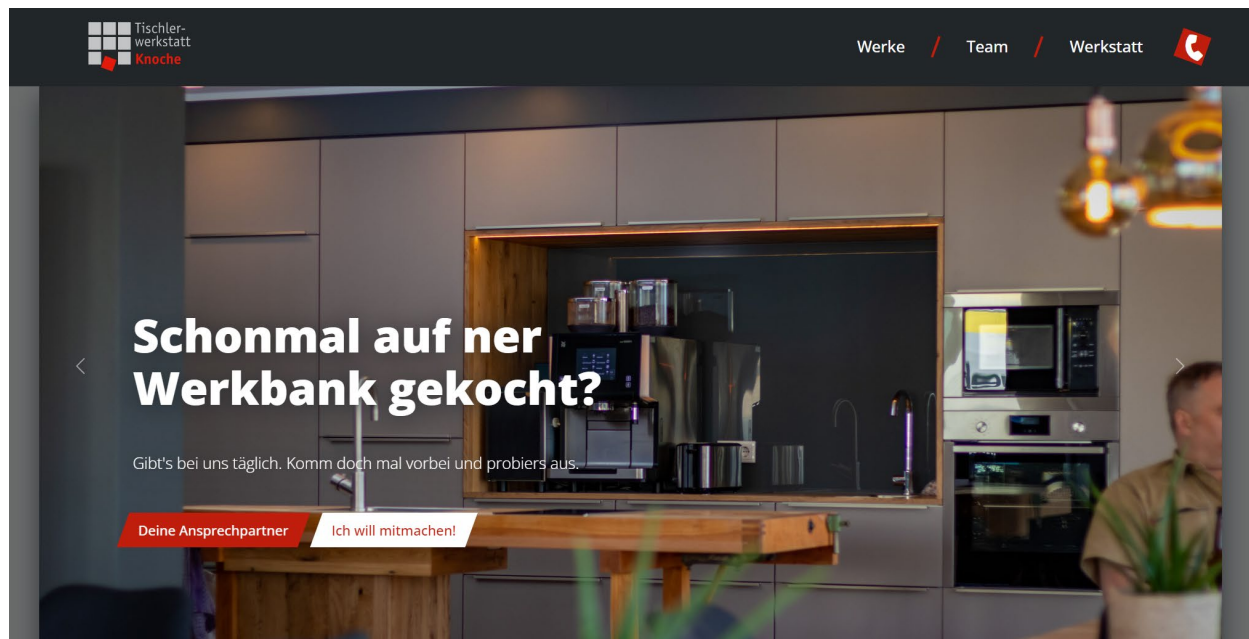 Tischler-
werkstatt
Knoche
Werke / Team / Werkstatt
Schonmal auf ner
Werkbank gekocht?
Gibt's bei uns täglich. Komm doch mal vorbei und probiers aus.
Deine Ansprechpartner
Ich will mitmachen!